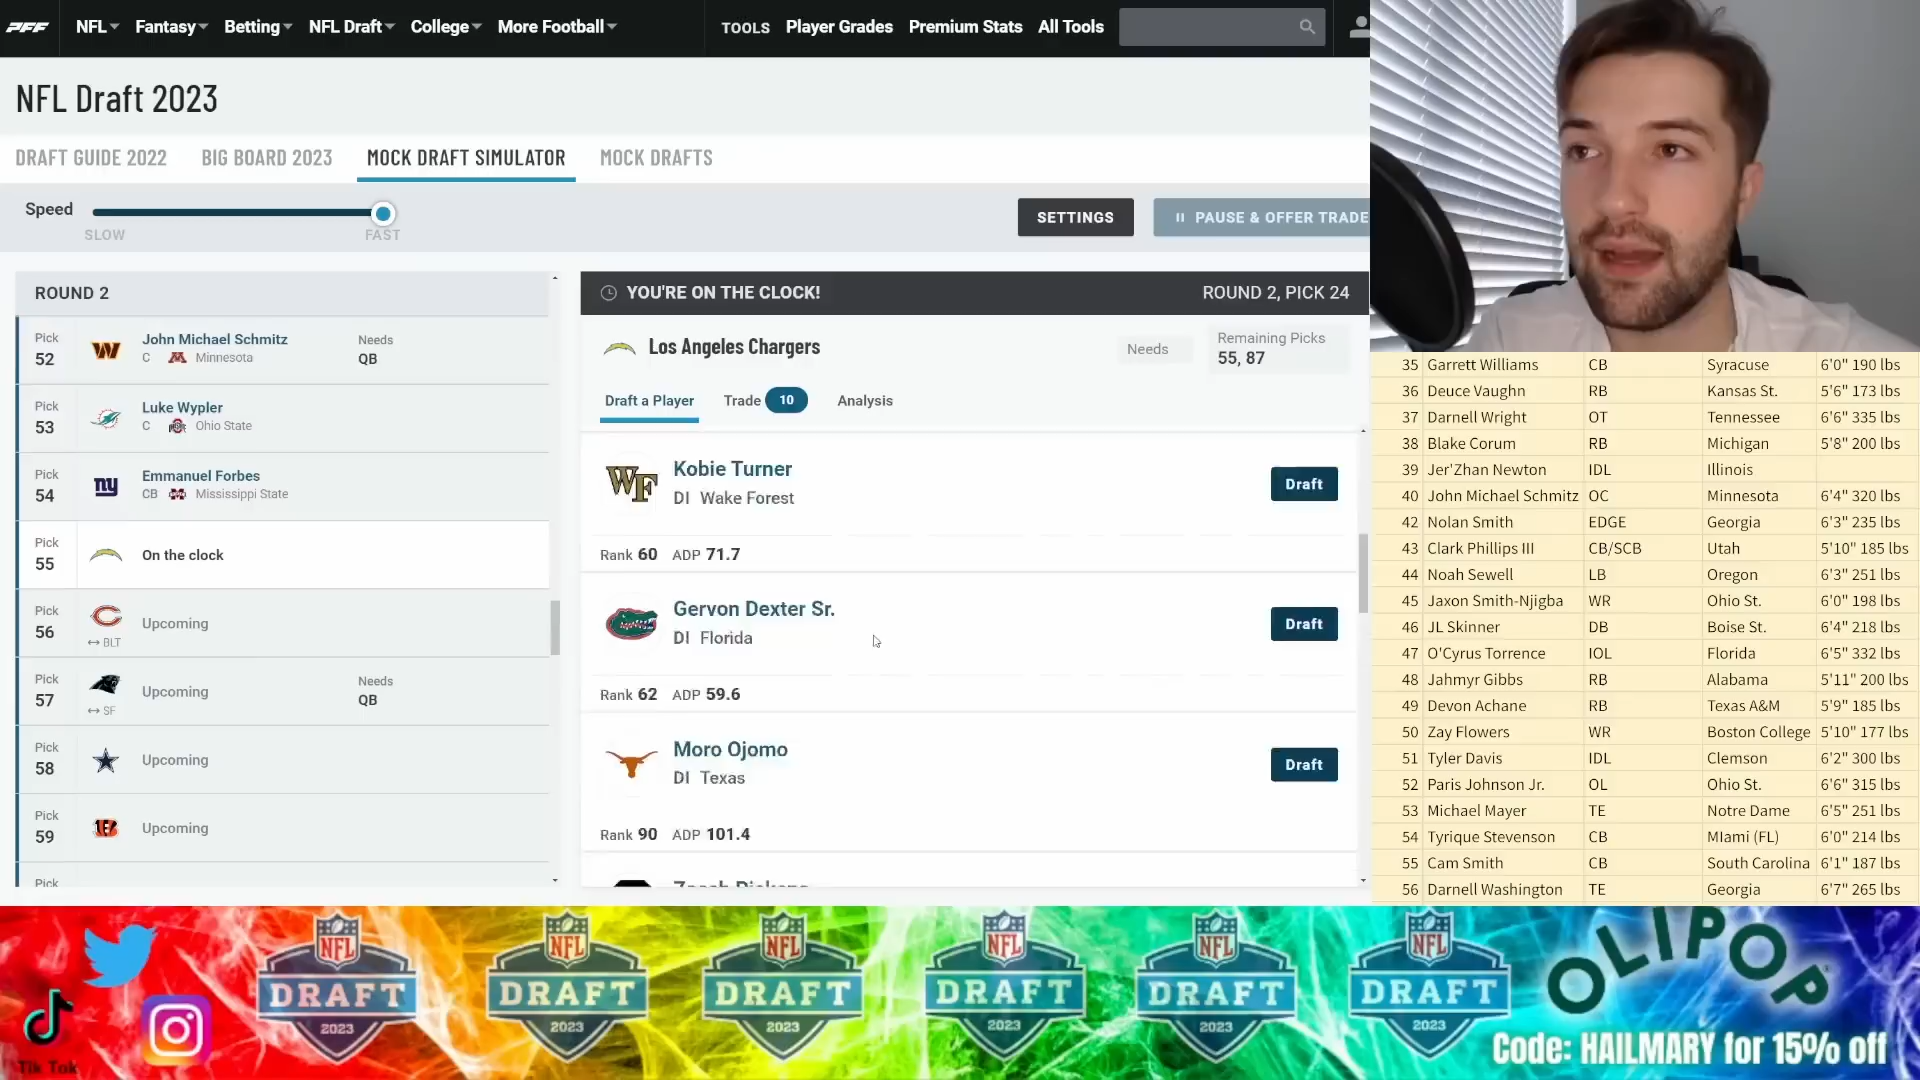 PFF
NFL
Fantasy
Betting
NFL Draft
College
More Football
TOOLS
Player Grades
Premium Stats
All Tools
NFL Draft 2023
DRAFT GUIDE 2022
BIG BOARD 2023
MOCK DRAFT SIMULATOR
MOCK DRAFTS
Speed
SLOW
FAST
SETTINGS
PAUSE & OFFER TRADE
ROUND 2
Pick 52
W
John Michael Schmitz
C M Minnesota
Needs
QB
Pick 53
Luke Wypler
C Ohio State
Pick 54
ny
Emmanuel Forbes
CB Mississippi State
Pick 55
On the clock
Pick 56
BLT
Upcoming
Pick 57
SF
Upcoming
Needs
QB
Pick 58
Upcoming
Pick 59
Upcoming
Pick
YOU'RE ON THE CLOCK!
ROUND 2, PICK 24
Los Angeles Chargers
Needs
Remaining Picks
55, 87
Draft a Player
Trade 10
Analysis
WF
Kobie Turner
DI Wake Forest
Draft
Rank 60 ADP 71.7
Gervon Dexter Sr.
DI Florida
Draft
Rank 62 ADP 59.6
Moro Ojomo
DI Texas
Draft
Rank 90 ADP 101.4
35 Garrett Williams CB Syracuse 6'0" 190 lbs
36 Deuce Vaughn RB Kansas St. 5'6" 173 lbs
37 Darnell Wright OT Tennessee 6'6" 335 lbs
38 Blake Corum RB Michigan 5'8" 200 lbs
39 Jer'Zhan Newton IDL Illinois
40 John Michael Schmitz OC Minnesota 6'4" 320 lbs
42 Nolan Smith EDGE Georgia 6'3" 235 lbs
43 Clark Phillips III CB/SCB Utah 5'10" 185 lbs
44 Noah Sewell LB Oregon 6'3" 251 lbs
45 Jaxon Smith-Njigba WR Ohio St. 6'0" 198 lbs
46 JL Skinner DB Boise St. 6'4" 218 lbs
47 O'Cyrus Torrence IOL Florida 6'5" 332 lbs
48 Jahmyr Gibbs RB Alabama 5'11" 200 lbs
49 Devon Achane RB Texas A&M 5'9" 185 lbs
50 Zay Flowers WR Boston College 5'10" 177 lbs
51 Tyler Davis IDL Clemson 6'2" 300 lbs
52 Paris Johnson Jr. OL Ohio St. 6'6" 315 lbs
53 Michael Mayer TE Notre Dame 6'5" 251 lbs
54 Tyrique Stevenson CB MIami (FL) 6'0" 214 lbs
55 Cam Smith CB South Carolina 6'1" 187 lbs
56 Darnell Washington TE Georgia 6'7" 265 lbs
Tik Tok
NFL
DRAFT
2023
NFL
DRAFT
2023
NFL
DRAFT
2023
NFL
DRAFT
2023
NFL
DRAFT
2023
NFL
DRAFT
2023
OLIPOP
Code: HAILMARY for 15% off